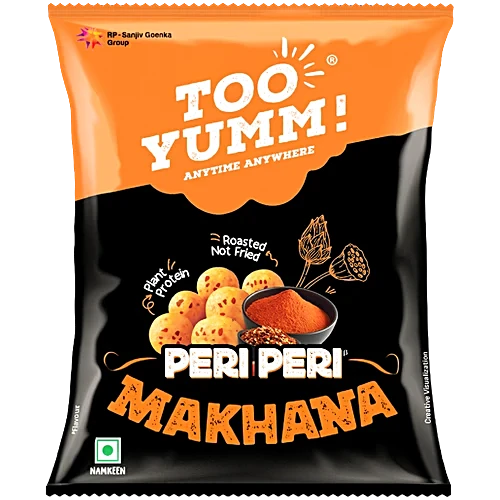 RP-Sanjiv Goenka
Group
TOO
YUMM!
®
ANYTIME ANYWHERE
Roasted
Not Fried
Plant
Protein
PERI PERI
MAKHANA
*Flavour
Creative Visualization
NAMKEEN